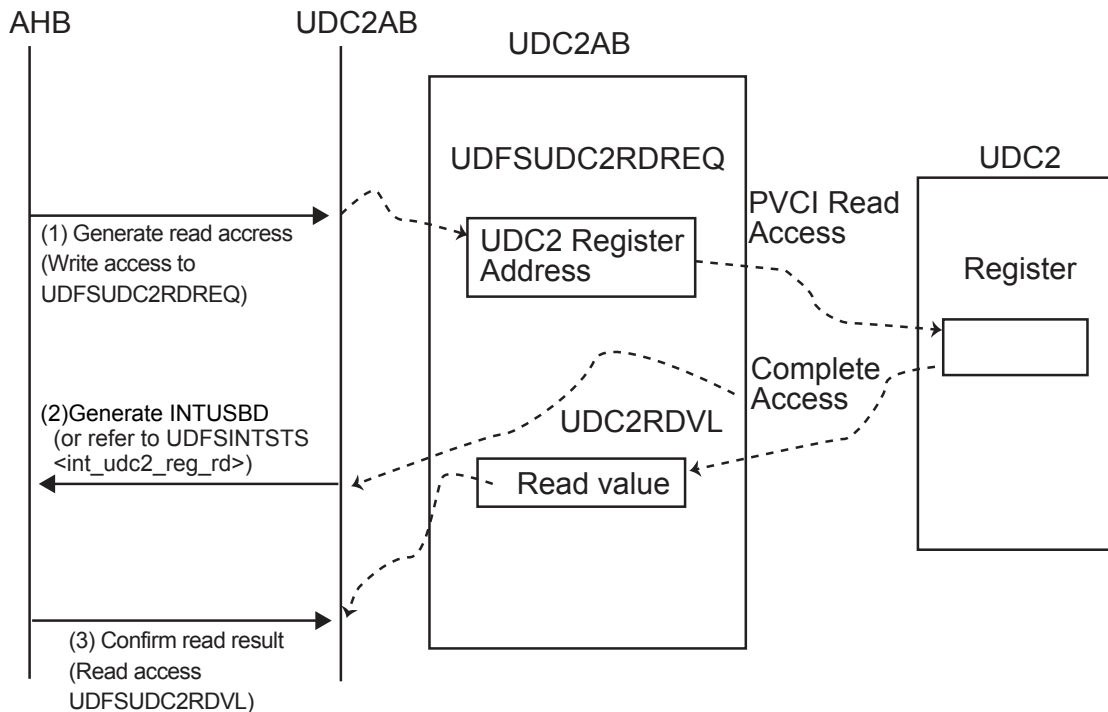 AHB
UDC2AB
UDC2AB
UDC2
UDFSUDC2RDREQ
UDC2 Register
Address
PVCI Read
Access
Register
(1) Generate read accress
(Write access to
UDFSUDC2RDREQ)
Complete
Access
(2)Generate INTUSBD
(or refer to UDFSINTSTS
<int_udc2_reg_rd>)
UDC2RDVL
Read value
(3) Confirm read result
(Read access
UDFSUDC2RDVL)